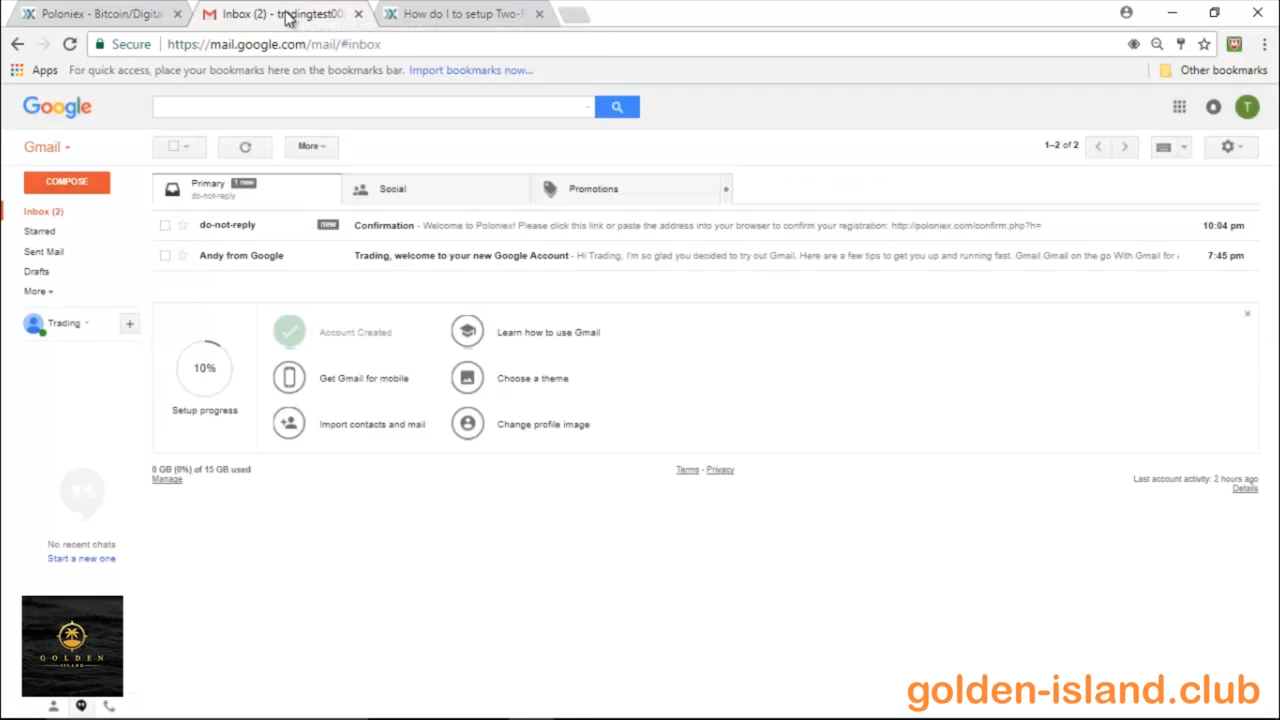 Poloniex - Bitcoin/Digita
Inbox (2) - tradingtest00
How do I to setup Two-F
Secure
https://mail.google.com/mail/#inbox
Apps
For quick access, place your bookmarks here on the bookmarks bar.
Import bookmarks now...
Other bookmarks
Google
T
Gmail
More
1–2 of 2
COMPOSE
Primary
1 new
do-not-reply
Social
Promotions
Inbox (2)
Starred
Sent Mail
Drafts
More
do-not-reply
new
Confirmation - Welcome to Poloniex! Please click this link or paste the address into your browser to confirm your registration: http://poloniex.com/confirm.php?h=
10:04 pm
Andy from Google
Trading, welcome to your new Google Account - Hi Trading, I'm so glad you decided to try out Gmail. Here are a few tips to get you up and running fast. Gmail Gmail on the go With Gmail for
7:45 pm
Trading
10%
Setup progress
Account Created
Learn how to use Gmail
Get Gmail for mobile
Choose a theme
Import contacts and mail
Change profile image
0 GB (0%) of 15 GB used
Manage
Terms - Privacy
Last account activity: 2 hours ago
Details
No recent chats
Start a new one
GOLDEN
ISLAND
golden-island.club